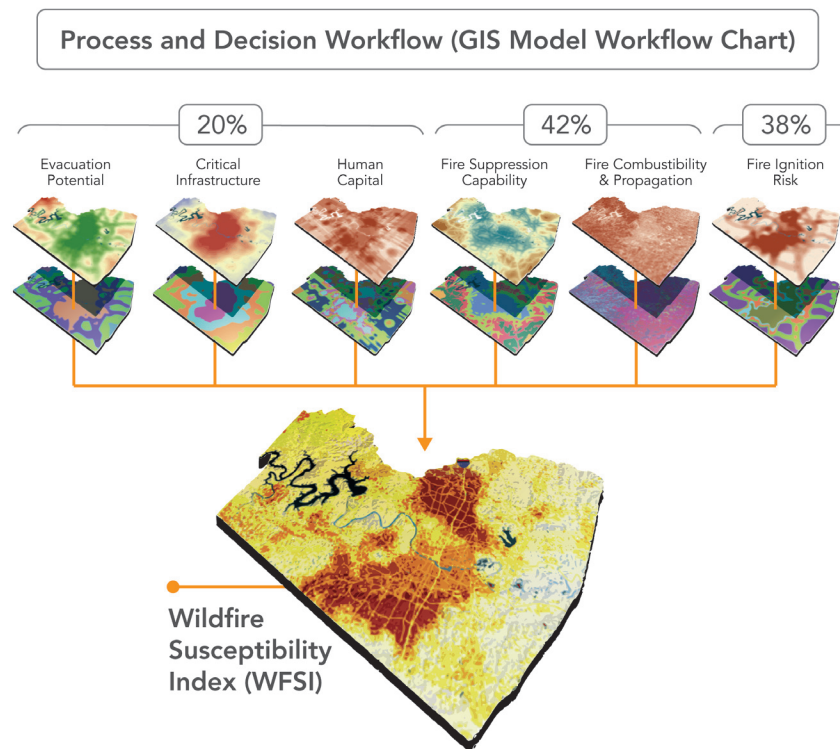 Process and Decision Workflow (GIS Model Workflow Chart)
20%
42%
38%
Evacuation
Potential
Critical
Infrastructure
Human
Capital
Fire Suppression
Capability
Fire Combustibility
& Propagation
Fire Ignition
Risk
Wildfire
Susceptibility
Index (WFSI)